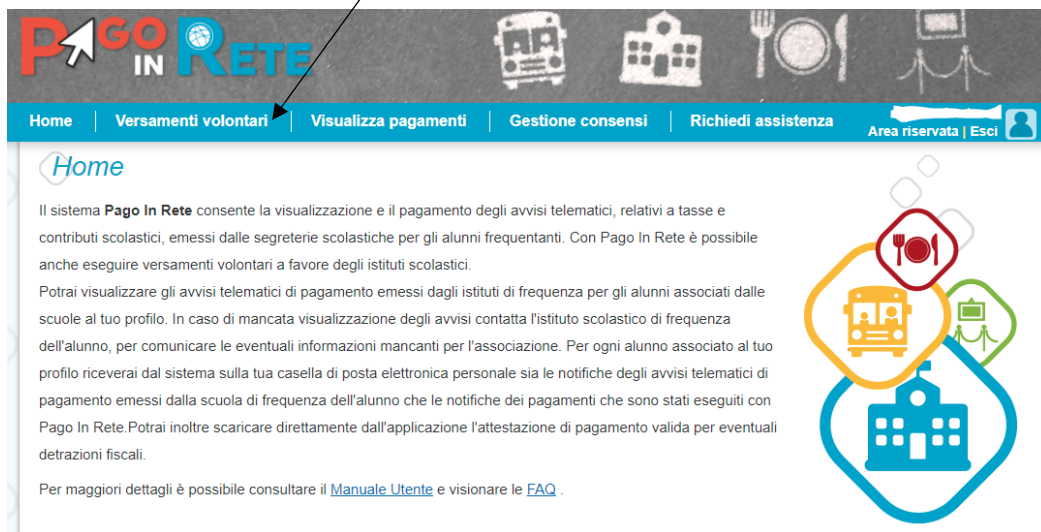 PAGO
IN RETE
Home | Versamenti volontari | Visualizza pagamenti | Gestione consensi | Richiedi assistenza
Area riservata | Esci
Home
Il sistema Pago In Rete consente la visualizzazione e il pagamento degli avvisi telematici, relativi a tasse e
contributi scolastici, emessi dalle segreterie scolastiche per gli alunni frequentanti. Con Pago In Rete è possibile
anche eseguire versamenti volontari a favore degli istituti scolastici.
Potrai visualizzare gli avvisi telematici di pagamento emessi dagli istituti di frequenza per gli alunni associati dalle
scuole al tuo profilo. In caso di mancata visualizzazione degli avvisi contatta l'istituto scolastico di frequenza
dell'alunno, per comunicare le eventuali informazioni mancanti per l'associazione. Per ogni alunno associato al tuo
profilo riceverai dal sistema sulla tua casella di posta elettronica personale sia le notifiche degli avvisi telematici di
pagamento emessi dalla scuola di frequenza dell'alunno che le notifiche dei pagamenti che sono stati eseguiti con
Pago In Rete.Potrai inoltre scaricare direttamente dall'applicazione l'attestazione di pagamento valida per eventuali
detrazioni fiscali.
Per maggiori dettagli è possibile consultare il Manuale Utente e visionare le FAQ .